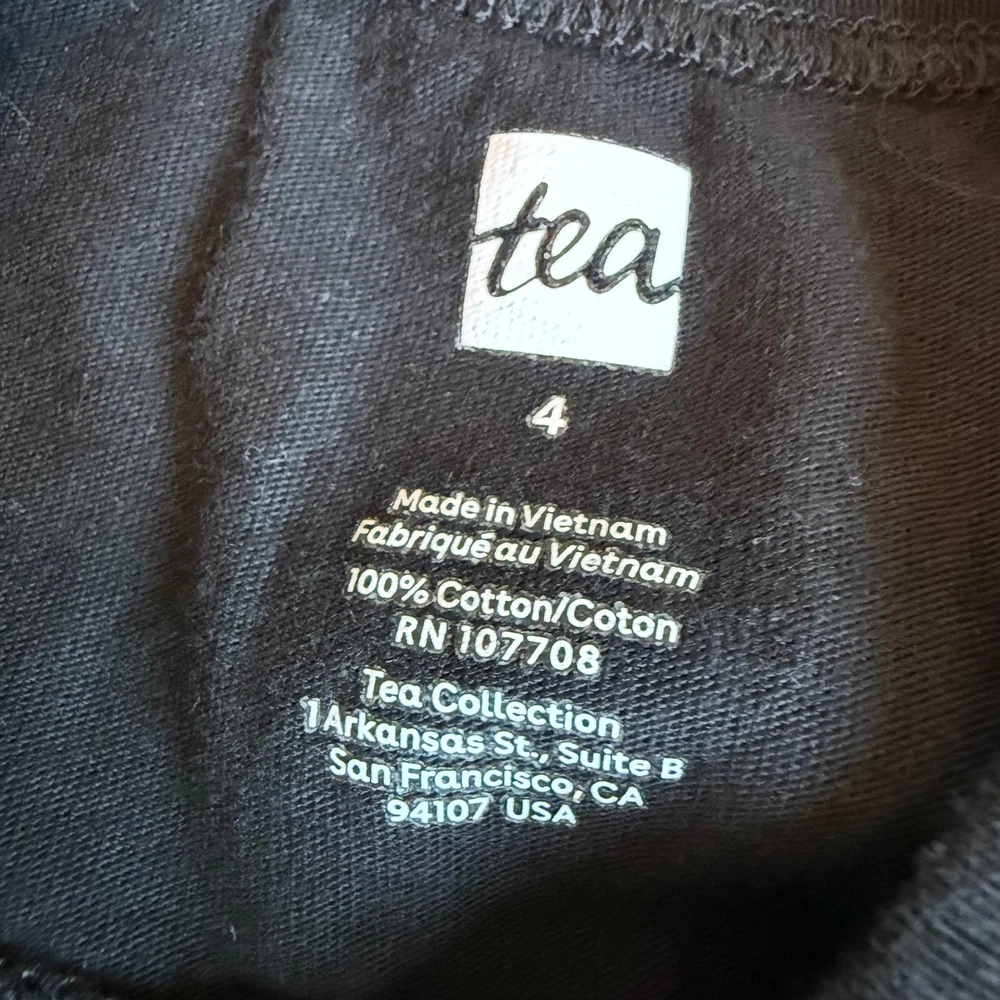 tea
4
Made in Vietnam
Fabriqué au Vietnam
100% Cotton/Coton
RN 107708
Tea Collection
1 Arkansas St., Suite B
San Francisco, CA
94107 USA